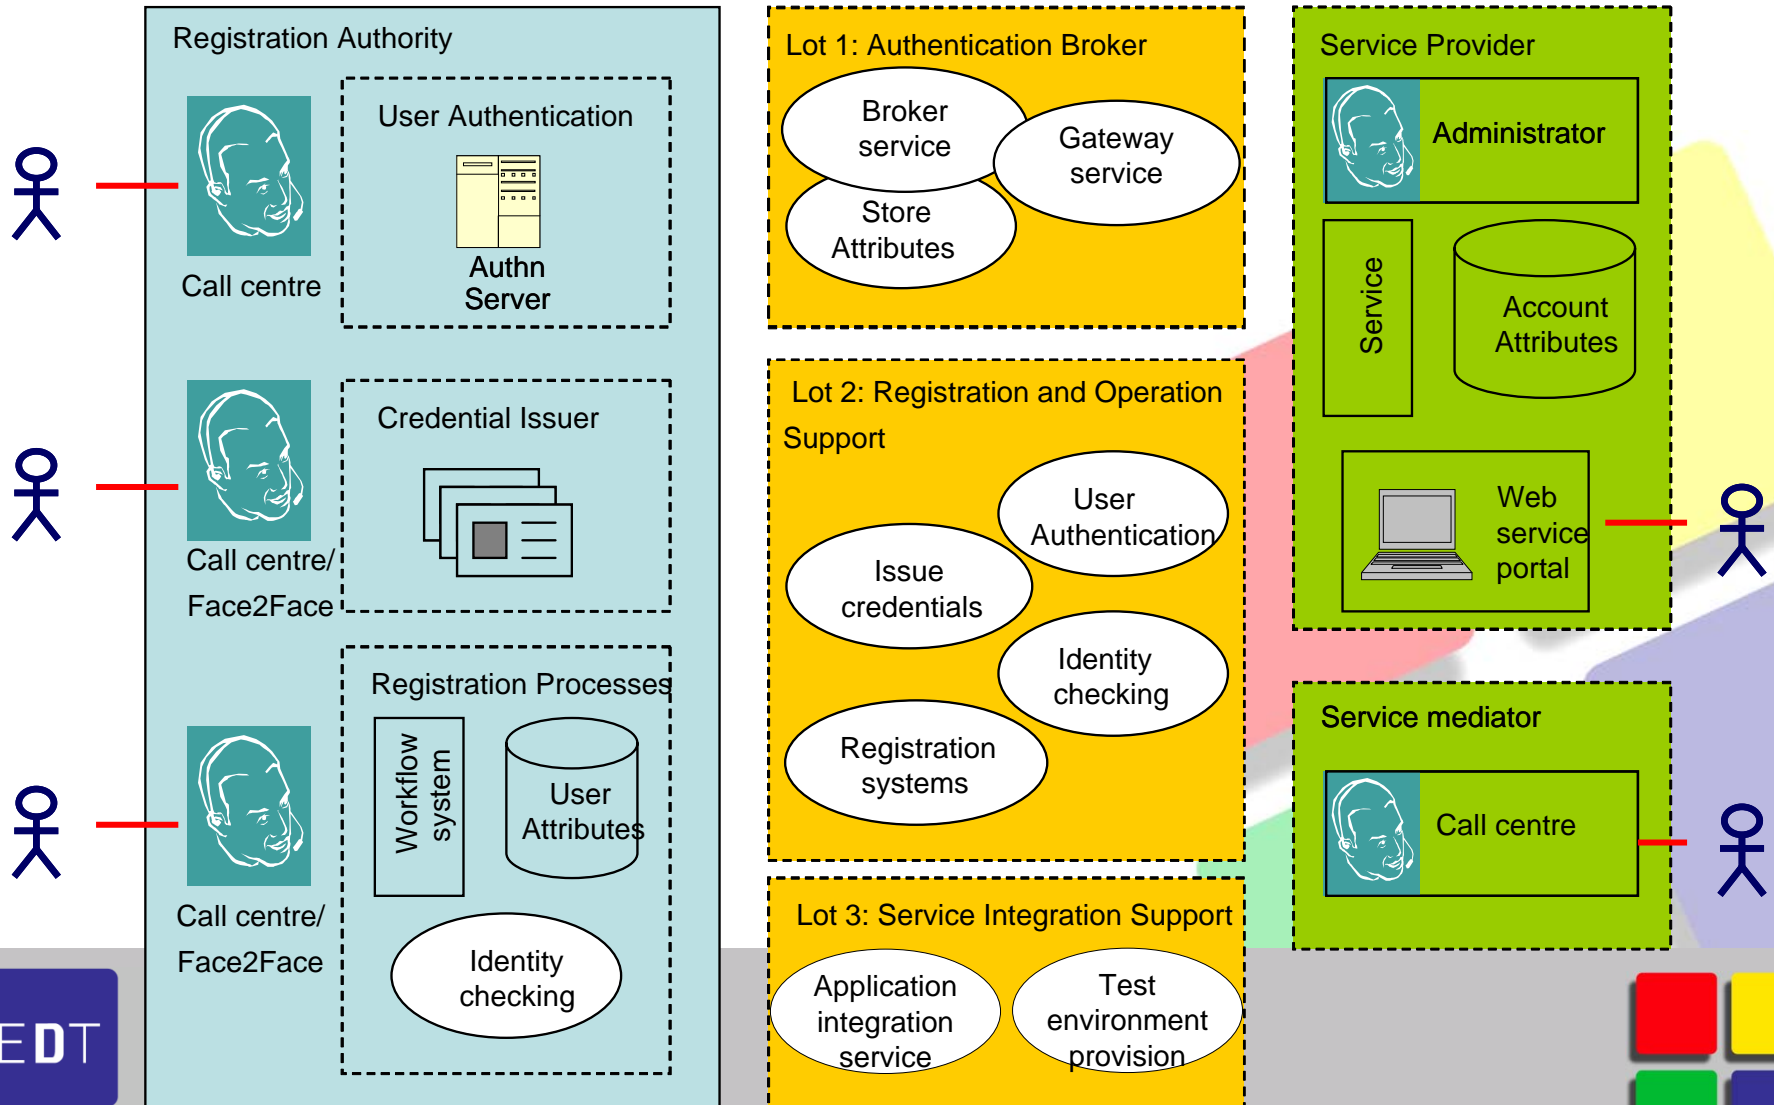 Registration Authority
User Authentication
Authn
Server
Call centre
Credential Issuer
Call centre/
Face2Face
Registration Processes
Workflow
system
User
Attributes
Call centre/
Face2Face
Identity
checking
EDT
Lot 1: Authentication Broker
Broker
service
Gateway
service
Store
Attributes
Lot 2: Registration and Operation
Support
User
Authentication
Issue
credentials
Identity
checking
Registration
systems
Lot 3: Service Integration Support
Application
integration
service
Test
environment
provision
Service Provider
Administrator
Service
Account
Attributes
Web
service
portal
Service mediator
Call centre